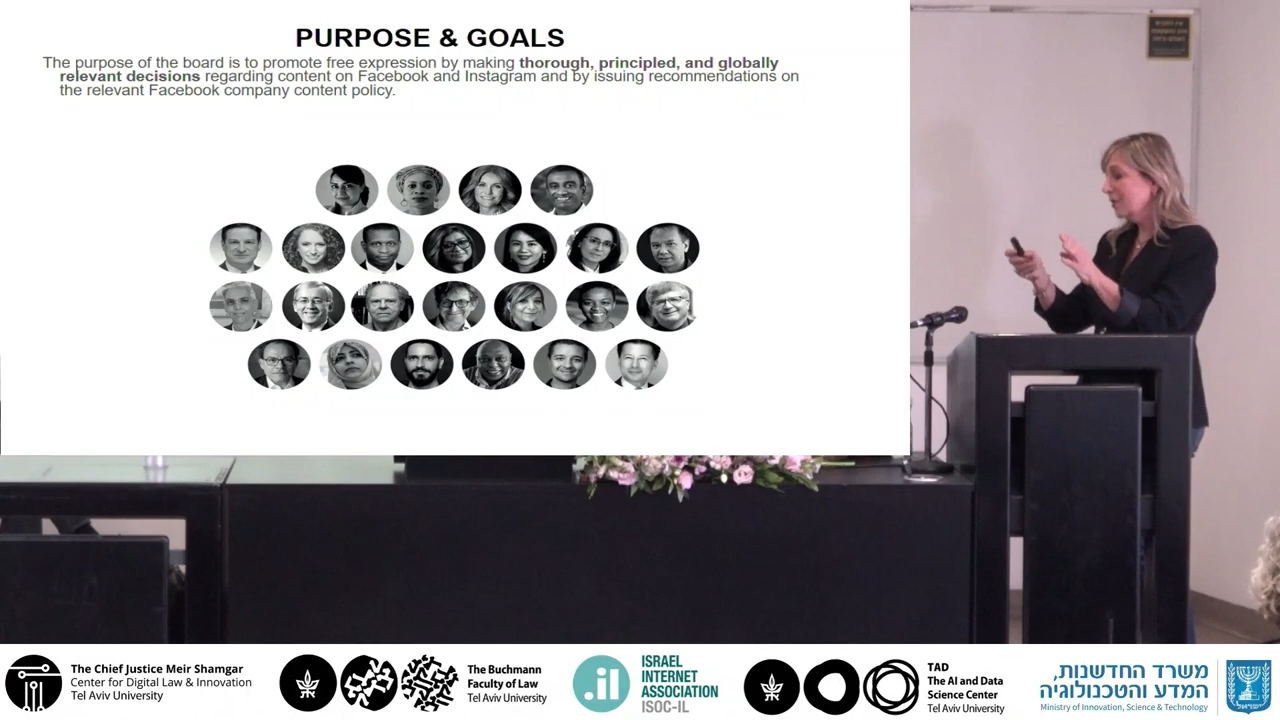 PURPOSE & GOALS
The purpose of the board is to promote free expression by making thorough, principled, and globally
relevant decisions regarding content on Facebook and Instagram and by issuing recommendations on
the relevant Facebook company content policy.
The Chief Justice Meir Shamgar
Center for Digital Law & Innovation
Tel Aviv University
The Buchmann
Faculty of Law
Tel Aviv University
.il
ISRAEL
INTERNET
ASSOCIATION
ISOC-IL
TAD
The AI and Data
Science Center
Tel Aviv University
משרד החדשנות,
המדע והטכנולוגיה
Ministry of Innovation, Science & Technology